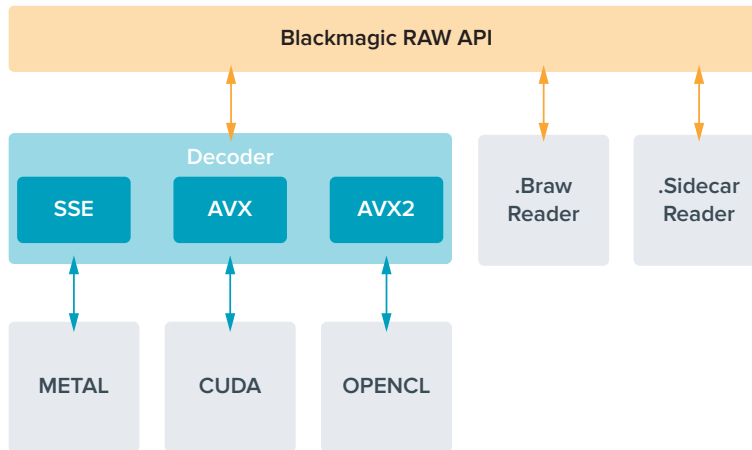 Blackmagic RAW API
Decoder
SSE
AVX
AVX2
.Braw
Reader
.Sidecar
Reader
METAL
CUDA
OPENCL